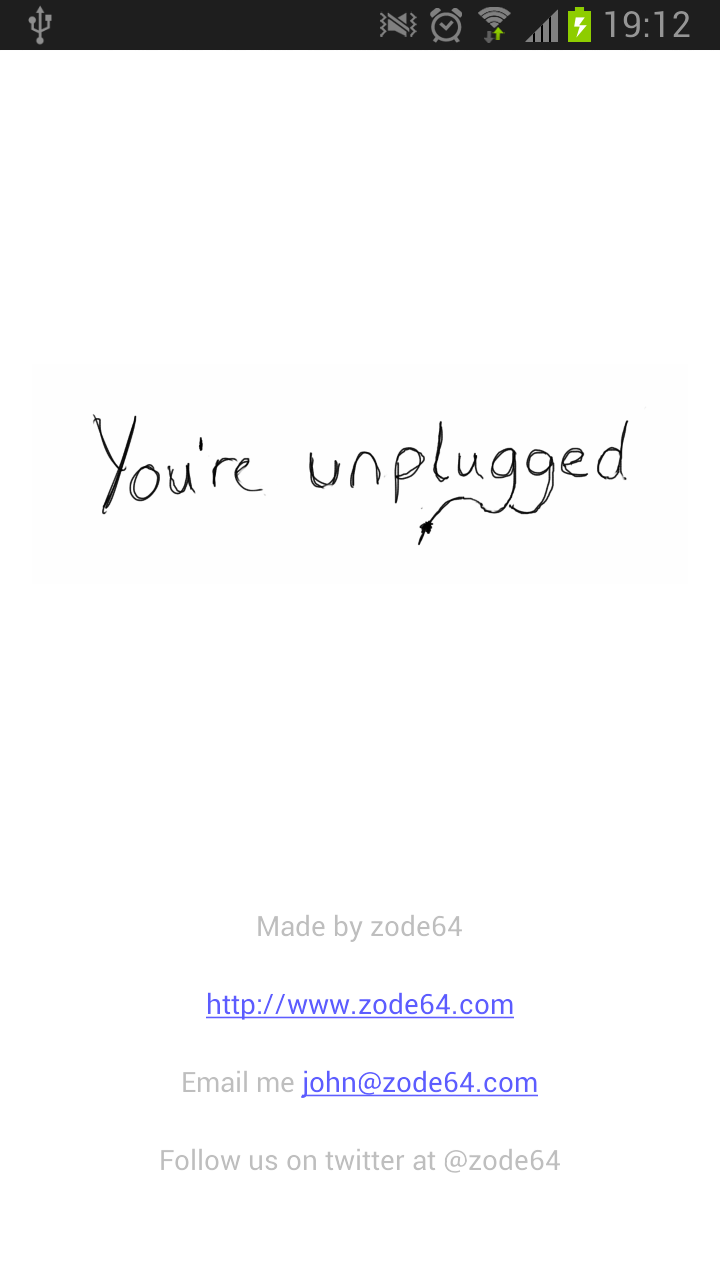 19:12
You're unplugged
Made by zode64
http://www.zode64.com
Email me john@zode64.com
Follow us on twitter at @zode64